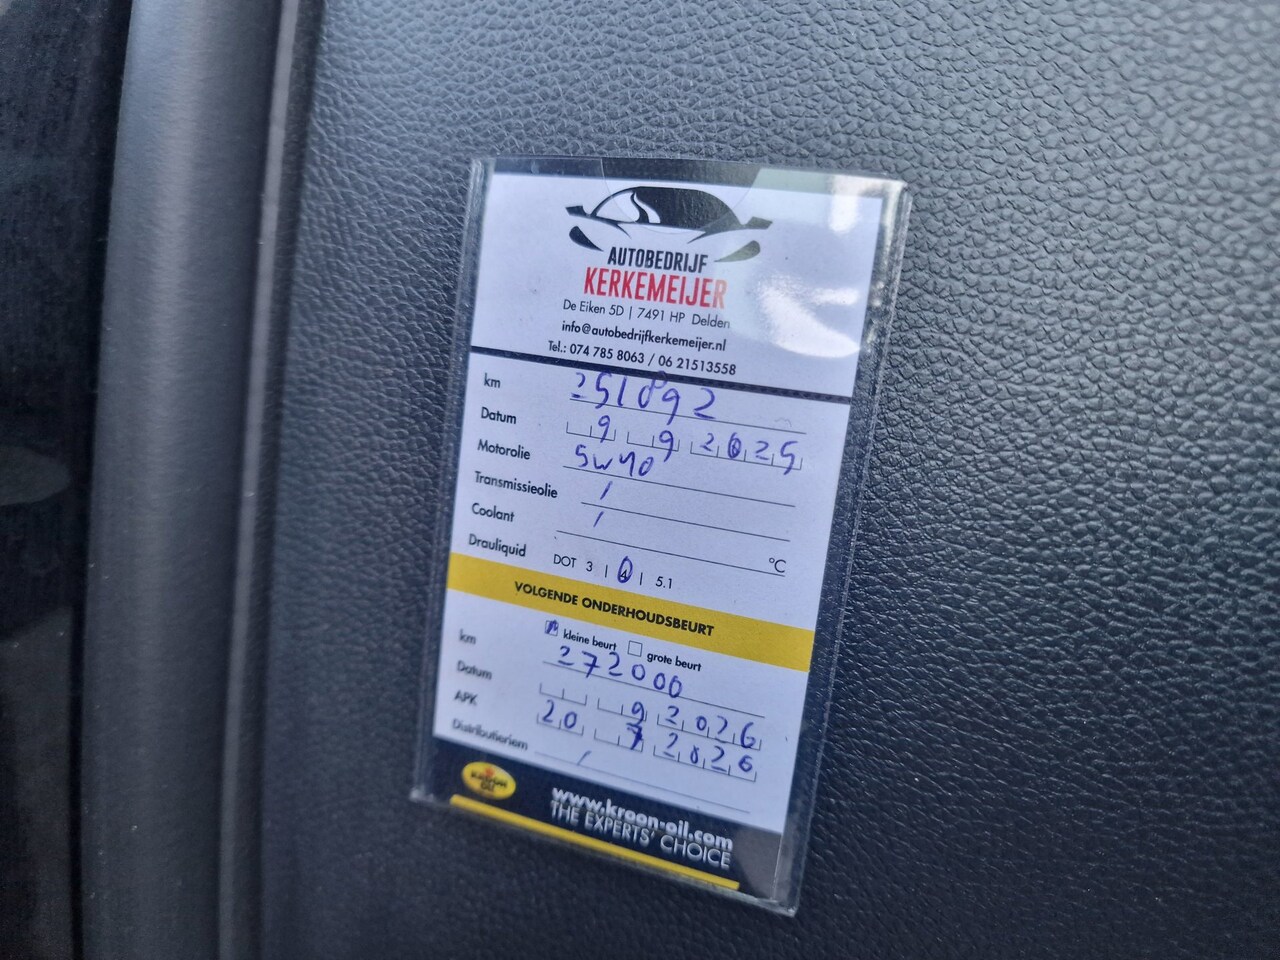 AUTOBEDRIJF
KERKEMEIJER
De Eiken 5D | 7491 HP Delden
info@autobedrijfkerkemeijer.nl
Tel.: 074 785 8063 / 06 21513558
km 251892
Datum 9 9 2025
Motorolie 5w40
Transmissieolie /
Coolant / °C
Drauliquid DOT 3 | 4 | 5.1
VOLGENDE ONDERHOUDSBEURT
kleine beurt grote beurt
km 272000
Datum 9 2026
APK 20 7 2026
Distributieriem /
KROON OIL
www.kroon-oil.com
THE EXPERTS' CHOICE